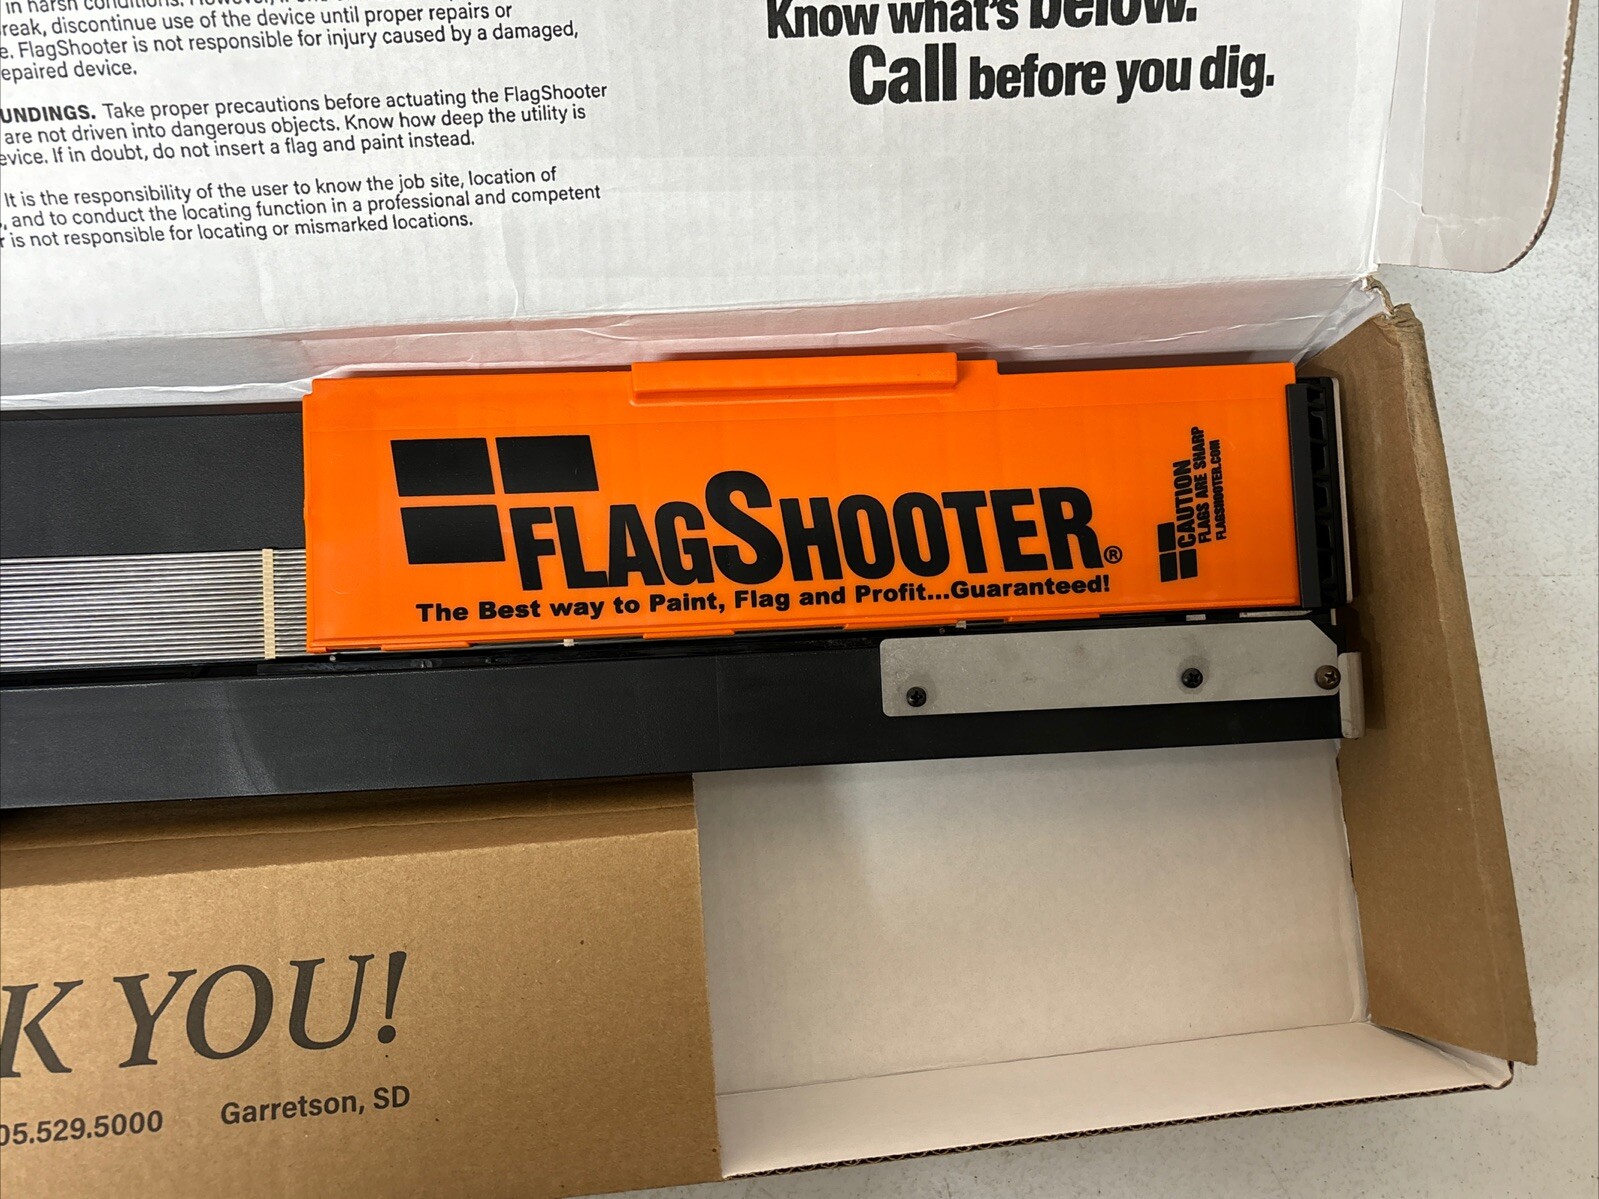 in harsh conditions. However, if
reak, discontinue use of the device until proper repairs or
e. FlagShooter is not responsible for injury caused by a damaged,
epaired device.
UNDINGS. Take proper precautions before actuating the FlagShooter
are not driven into dangerous objects. Know how deep the utility is
evice. If in doubt, do not insert a flag and paint instead.
It is the responsibility of the user to know the job site, location of
, and to conduct the locating function in a professional and competent
r is not responsible for locating or mismarked locations.
Know what's below.
Call before you dig.
FLAGSHOOTER®
The Best way to Paint, Flag and Profit...Guaranteed!
CAUTION
FLAGS ARE SHARP
FLAGSHOOTER.COM
K YOU!
05.529.5000 Garretson, SD